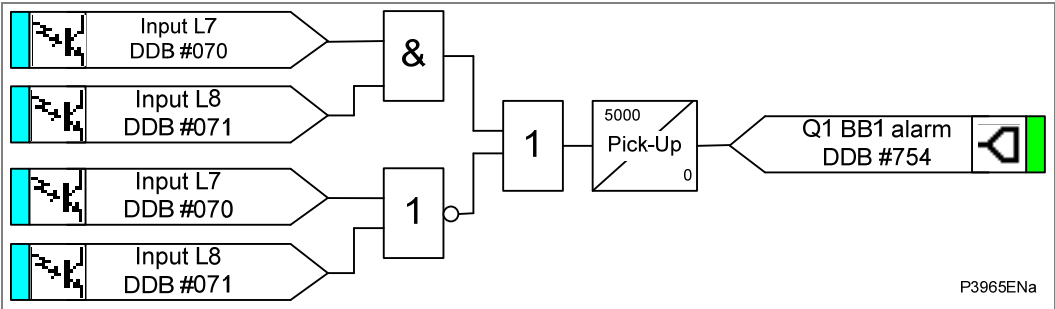 Input L7
DDB #070
Input L8
DDB #071
&
1
5000
Pick-Up
0
Q1 BB1 alarm
DDB #754
Input L7
DDB #070
Input L8
DDB #071
1
P3965ENa